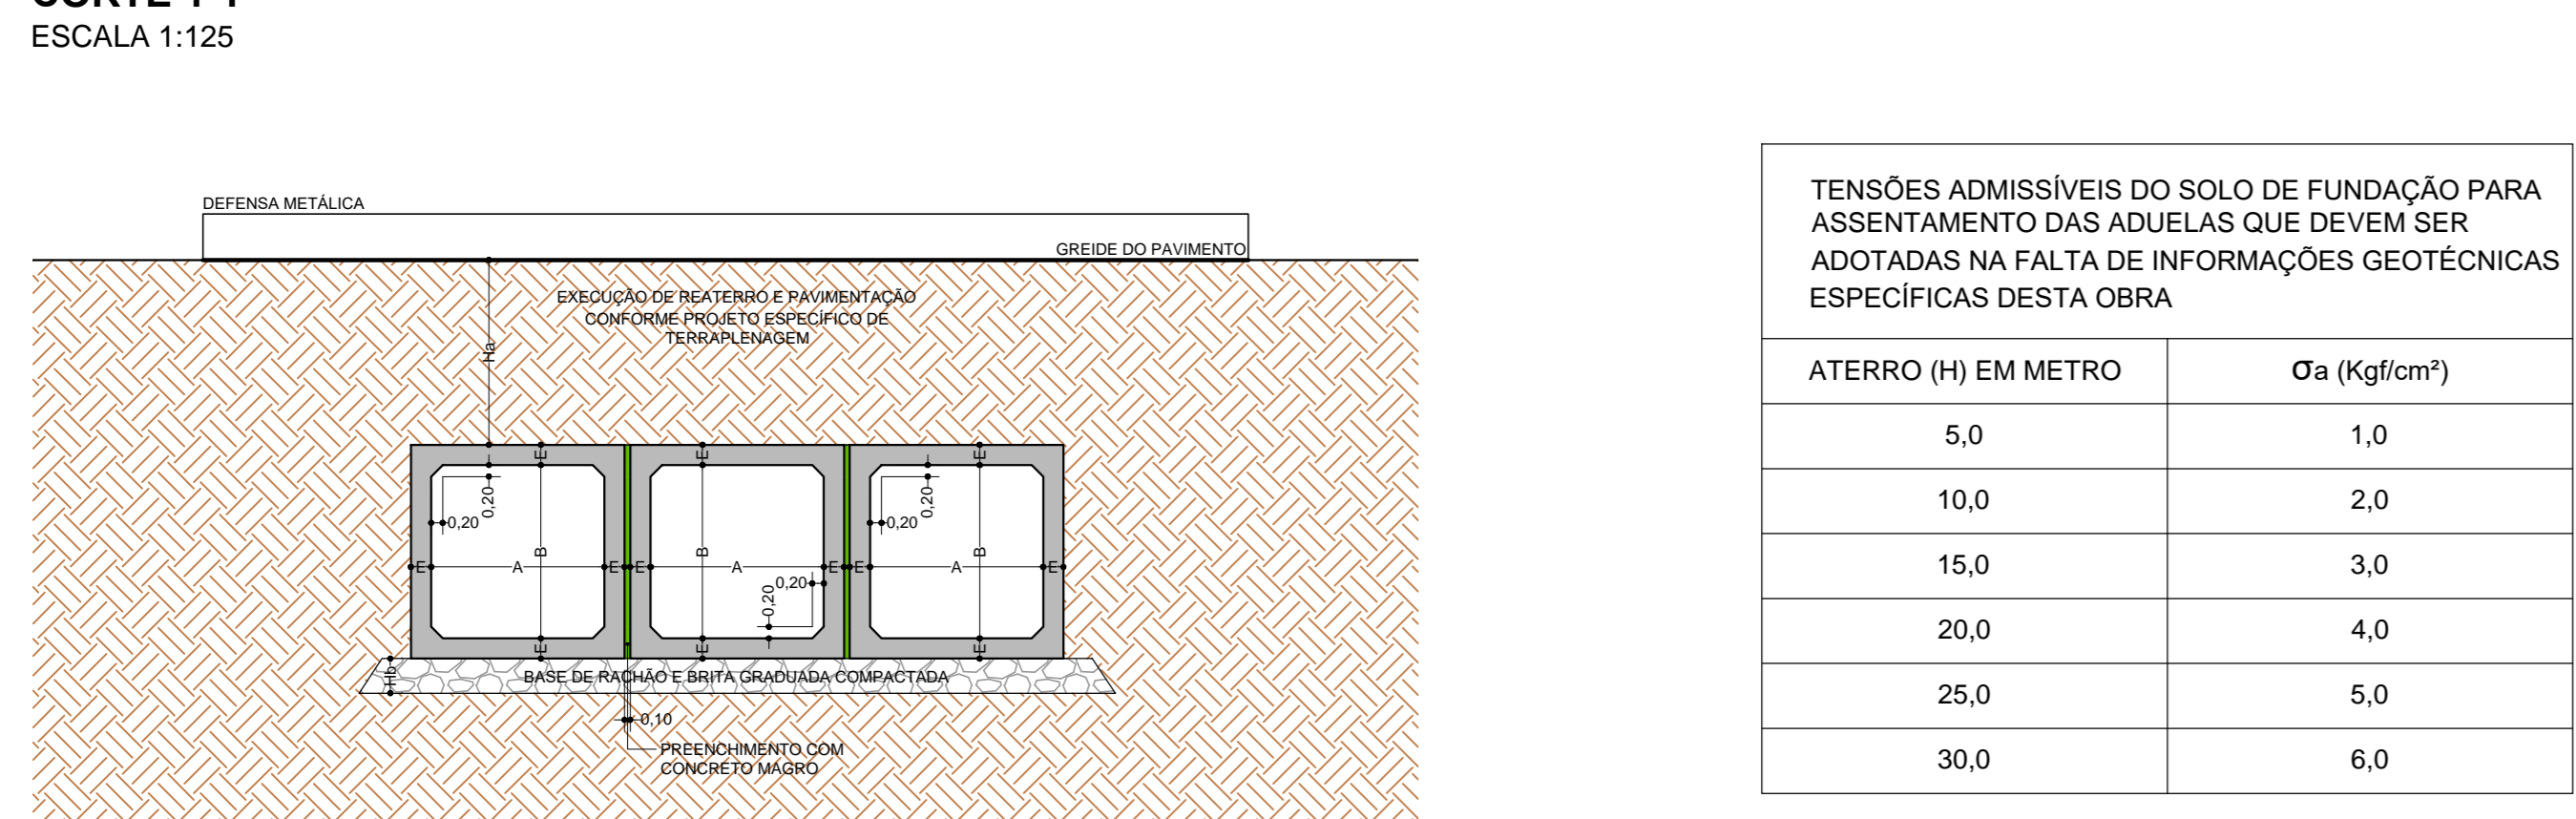 ESCALA 1:125
DEFENSA METÁLICA
GREIDE DO PAVIMENTO
EXECUÇÃO DE REATERRO E PAVIMENTAÇÃO
CONFORME PROJETO ESPECÍFICO DE
TERRAPLENAGEM
Ha
E
E
E
0,20
0,20
0,20
0,20
B
B
B
E
A
E
E
A
E
E
A
E
0,20
0,20
E
E
E
Hb
BASE DE RACHÃO E BRITA GRADUADA COMPACTADA
0,10
PREENCHIMENTO COM
CONCRETO MAGRO
TENSÕES ADMISSÍVEIS DO SOLO DE FUNDAÇÃO PARA
ASSENTAMENTO DAS ADUELAS QUE DEVEM SER
ADOTADAS NA FALTA DE INFORMAÇÕES GEOTÉCNICAS
ESPECÍFICAS DESTA OBRA
ATERRO (H) EM METRO σa (Kgf/cm²)
5,0 1,0
10,0 2,0
15,0 3,0
20,0 4,0
25,0 5,0
30,0 6,0